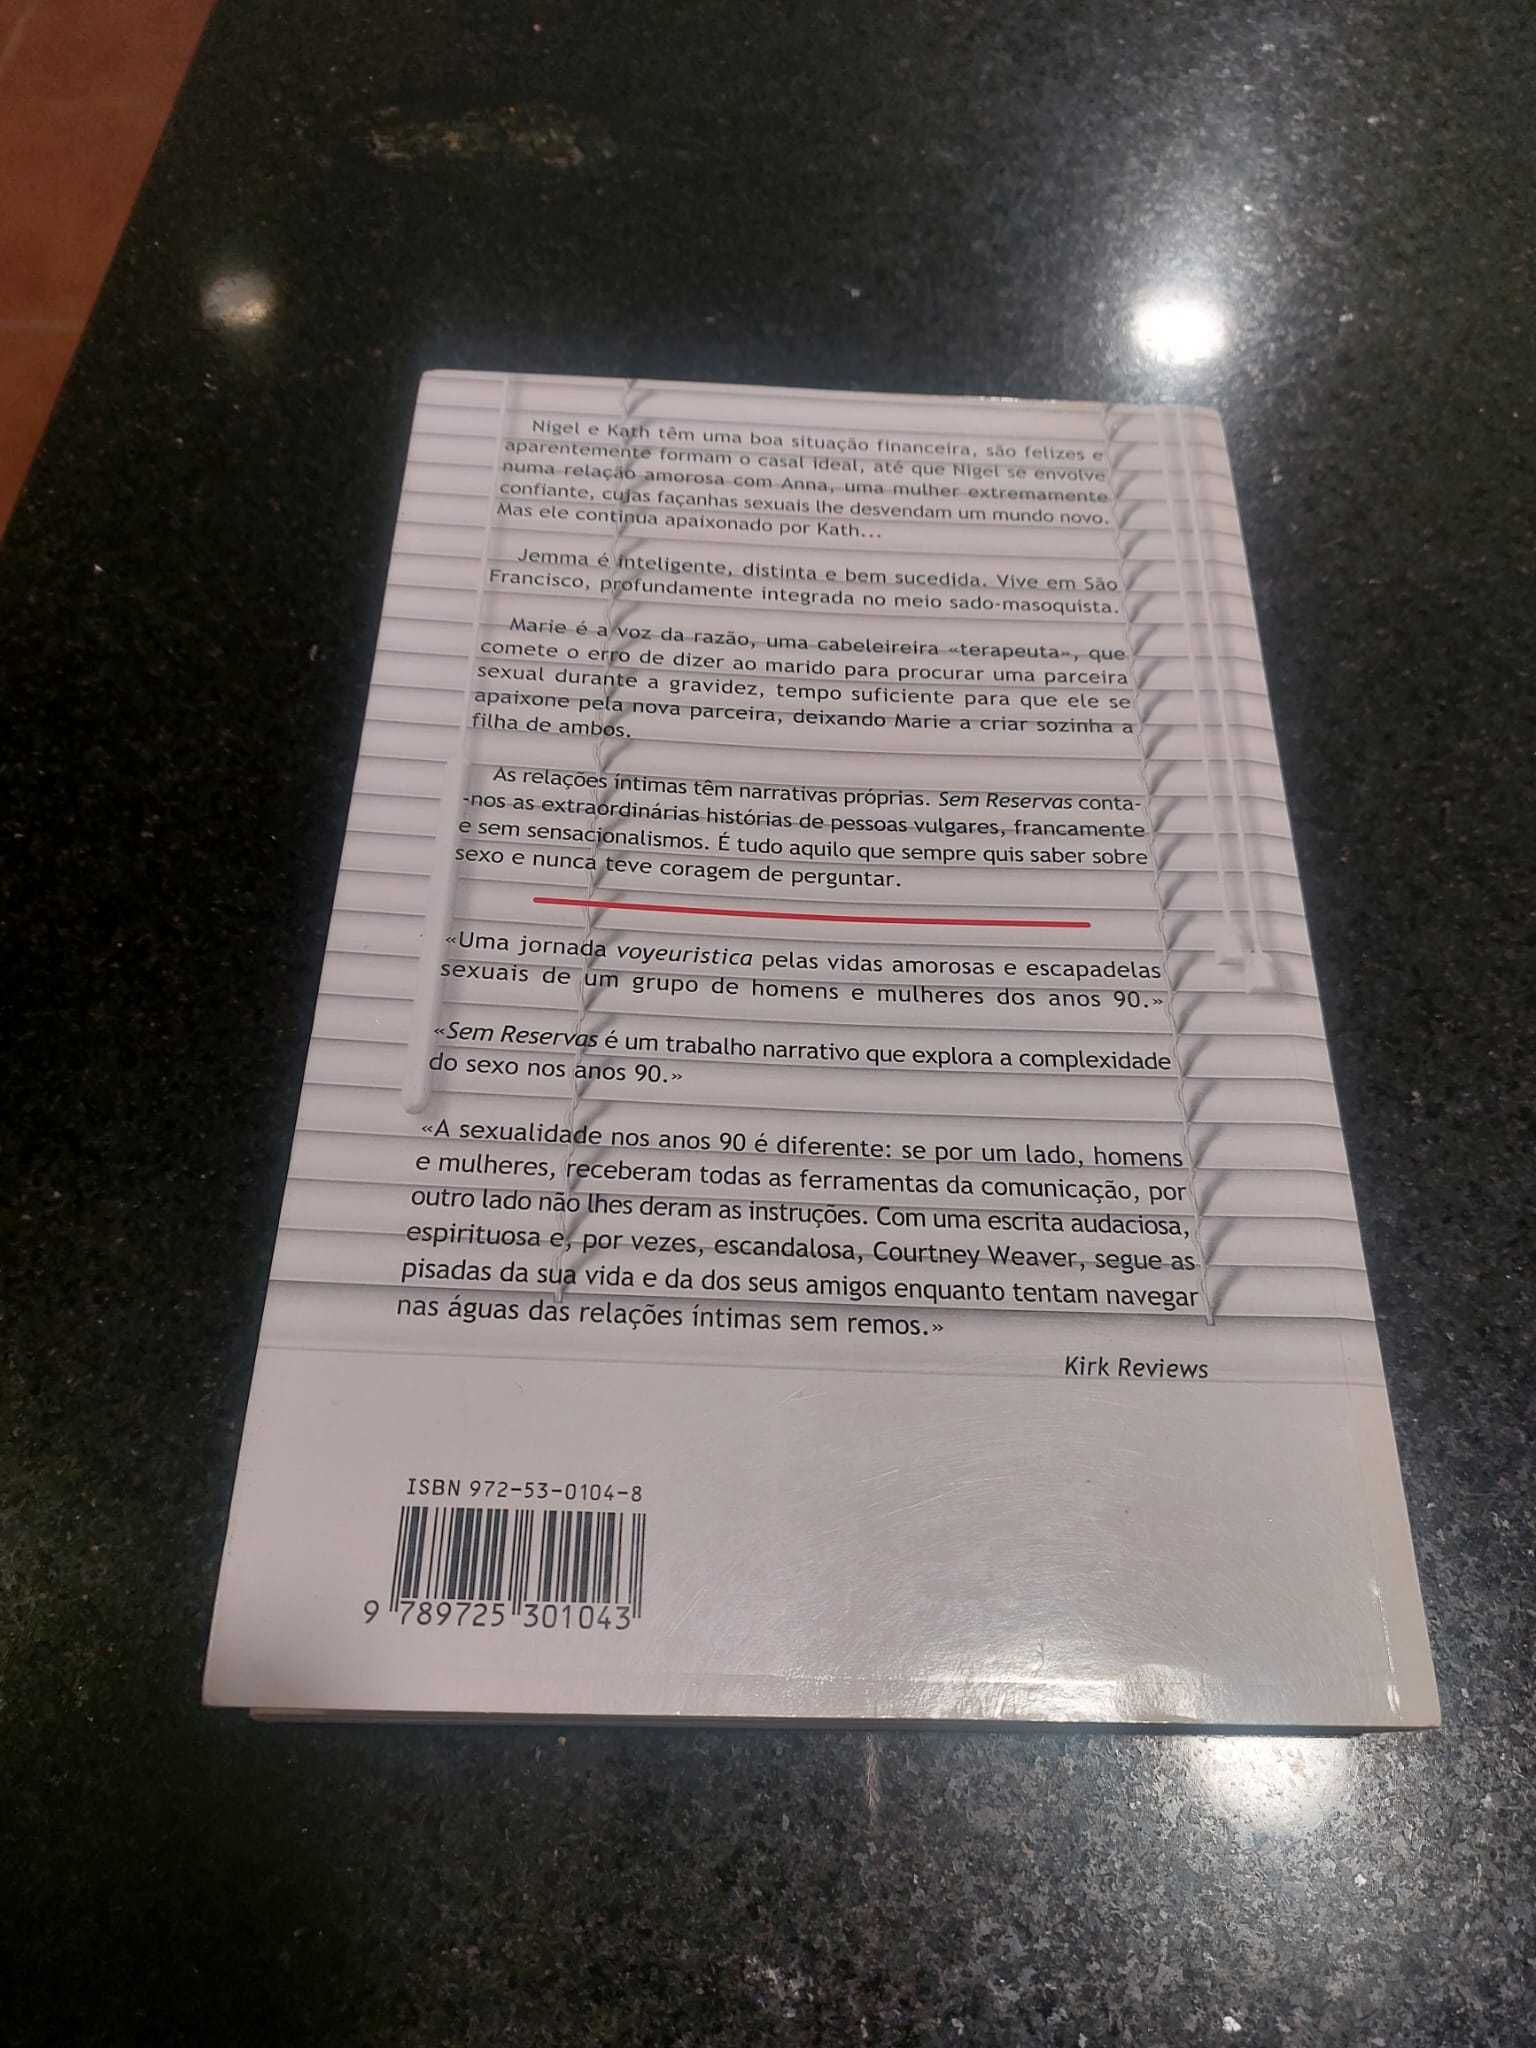 Nigel e Kath têm uma boa situação financeira, são felizes e
aparentemente formam o casal ideal, até que Nigel se envolve
numa relação amorosa com Anna, uma mulher extremamente
confiante, cujas façanhas sexuais lhe desvendam um mundo novo.
Mas ele continua apaixonado por Kath...
Jemma é inteligente, distinta e bem sucedida. Vive em São
Francisco, profundamente integrada no meio sado-masoquista.
Marie é a voz da razão, uma cabeleireira «terapeuta», que
comete o erro de dizer ao marido para procurar uma parceira
sexual durante a gravidez, tempo suficiente para que ele se
apaixone pela nova parceira, deixando Marie a criar sozinha a
filha de ambos.
As relações íntimas têm narrativas próprias. Sem Reservas conta-
-nos as extraordinárias histórias de pessoas vulgares, francamente
e sem sensacionalismos. É tudo aquilo que sempre quis saber sobre
sexo e nunca teve coragem de perguntar.
«Uma jornada voyeuristica pelas vidas amorosas e escapadelas
sexuais de um grupo de homens e mulheres dos anos 90.»
«Sem Reservas é um trabalho narrativo que explora a complexidade
do sexo nos anos 90.»
«A sexualidade nos anos 90 é diferente: se por um lado, homens
e mulheres, receberam todas as ferramentas da comunicação, por
outro lado não lhes deram as instruções. Com uma escrita audaciosa,
espirituosa e, por vezes, escandalosa, Courtney Weaver, segue as
pisadas da sua vida e da dos seus amigos enquanto tentam navegar
nas águas das relações íntimas sem remos.»
Kirk Reviews
ISBN 972-53-0104-8
9 789725 301043